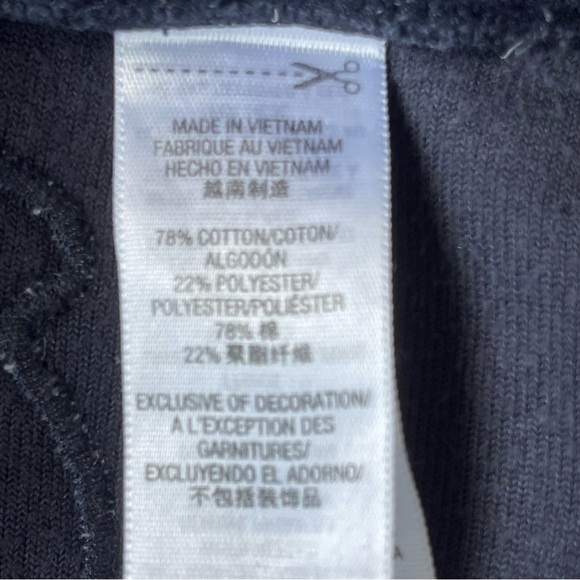 MADE IN VIETNAM
FABRIQUE AU VIETNAM
HECHO EN VIETNAM
越南制造
78% COTTON/COTON/
ALGODÓN
22% POLYESTER/
POLYESTER/POLIÉSTER
78% 棉
22% 聚酯纤维
EXCLUSIVE OF DECORATION/
À L'EXCEPTION DES
GARNITURES/
EXCLUYENDO EL ADORNO/
不包括装饰品
A